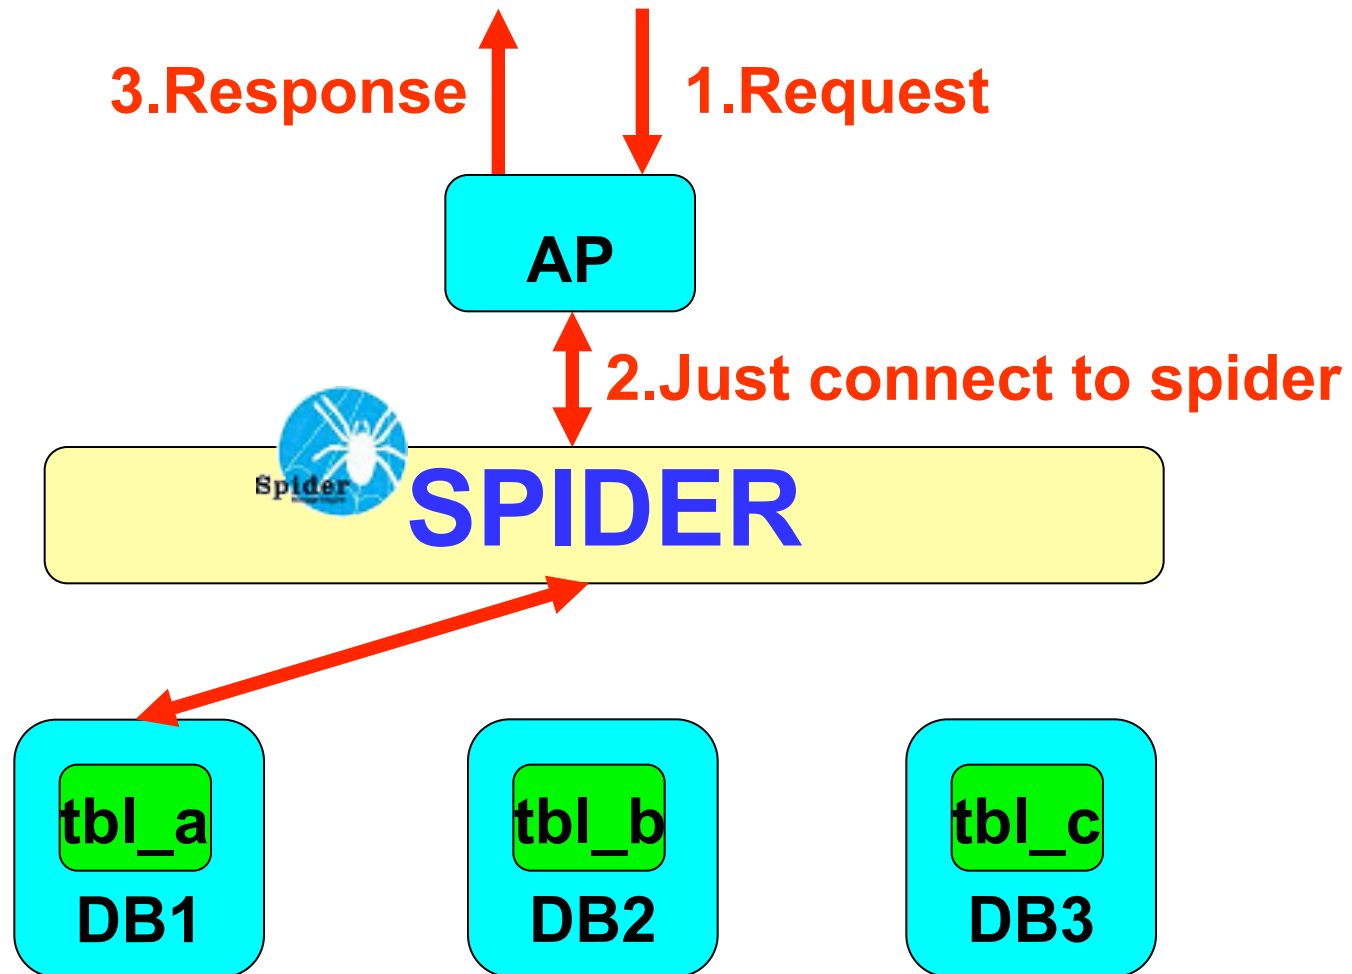 3.Response
1.Request
AP
2.Just connect to spider
Spider
SPIDER
tbl_a
tbl_b
tbl_c
DB1
DB2
DB3